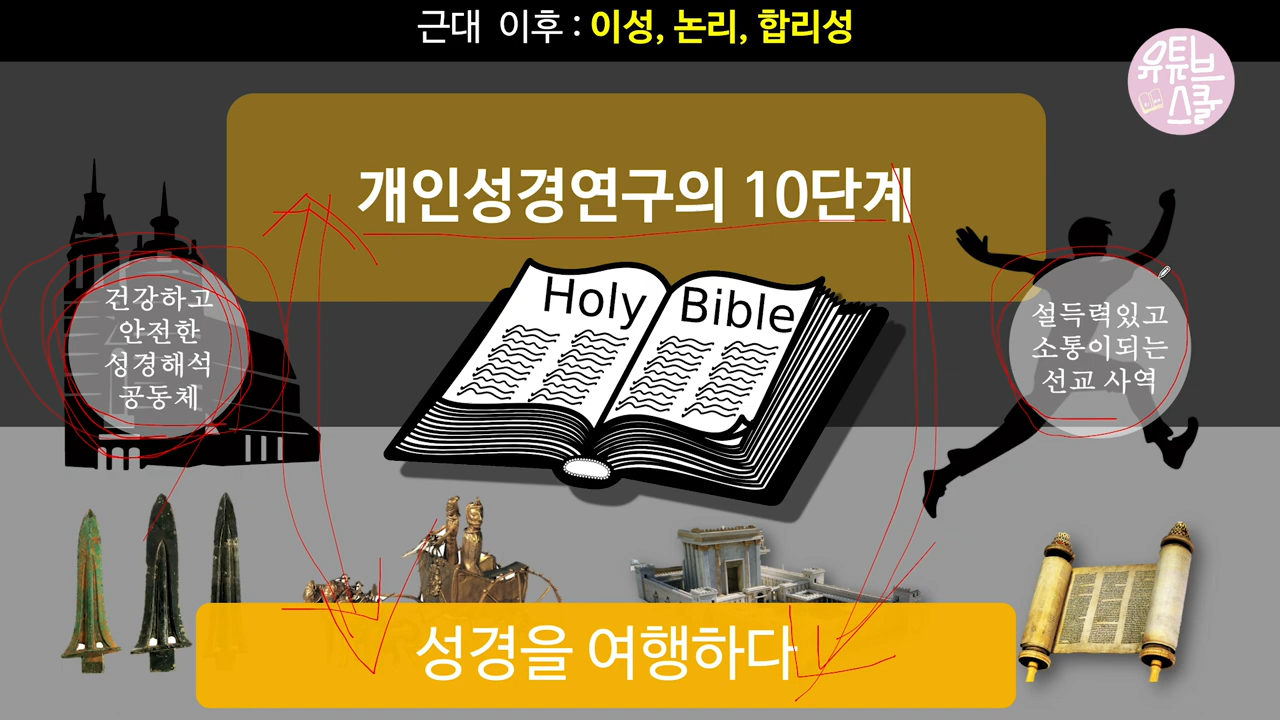 근대 이후 : 이성, 논리, 합리성
유튜브
스쿨
개인성경연구의 10단계
건강하고
안전한
성경해석
공동체
Holy Bible
설득력있고
소통이되는
선교 사역
성경을 여행하다